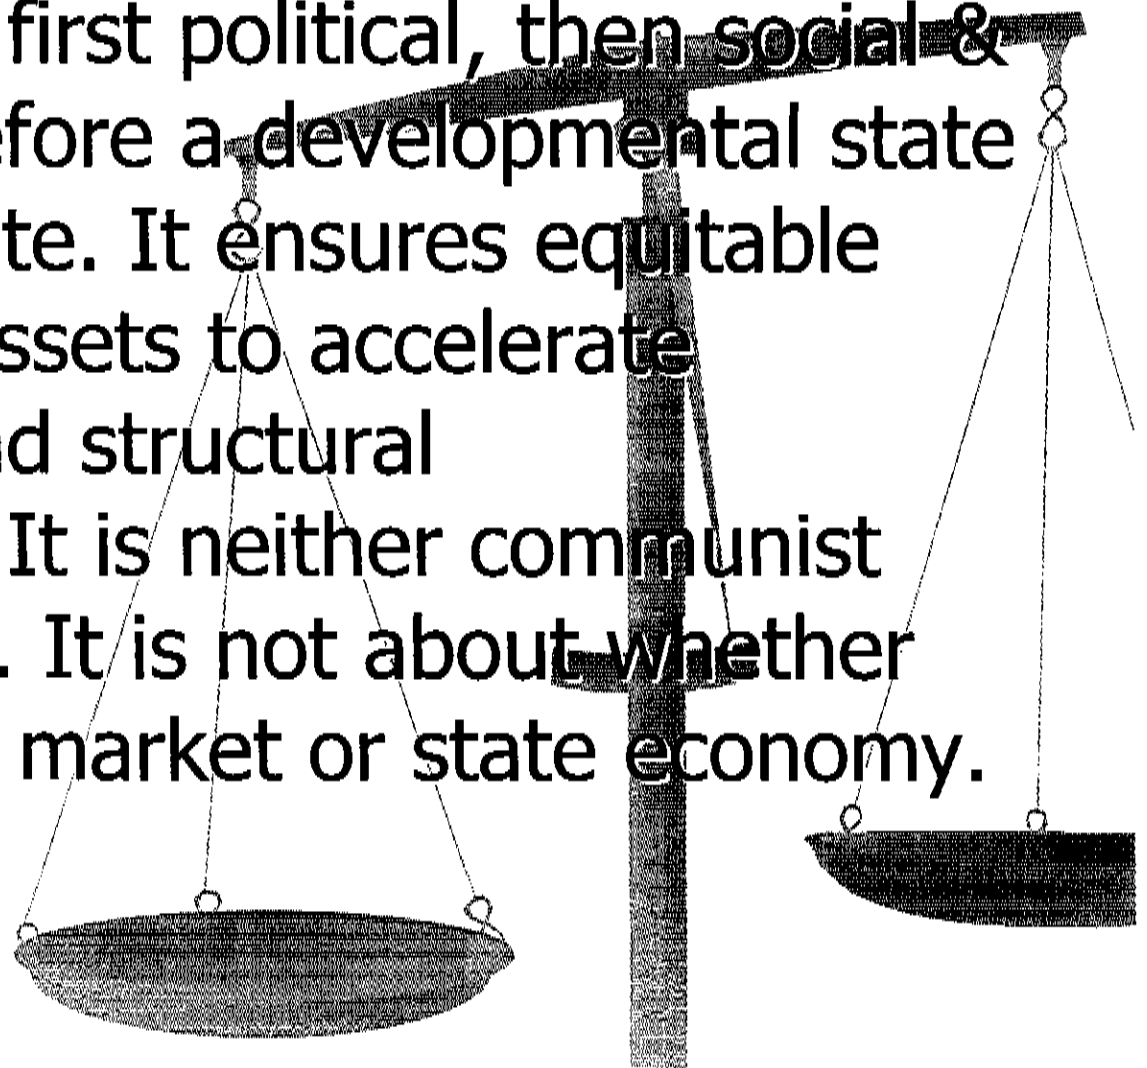 first political, then social &
efore a developmental state
te. It ensures equitable
ssets to accelerate
d structural
It is neither communist
. It is not about whether
market or state economy.